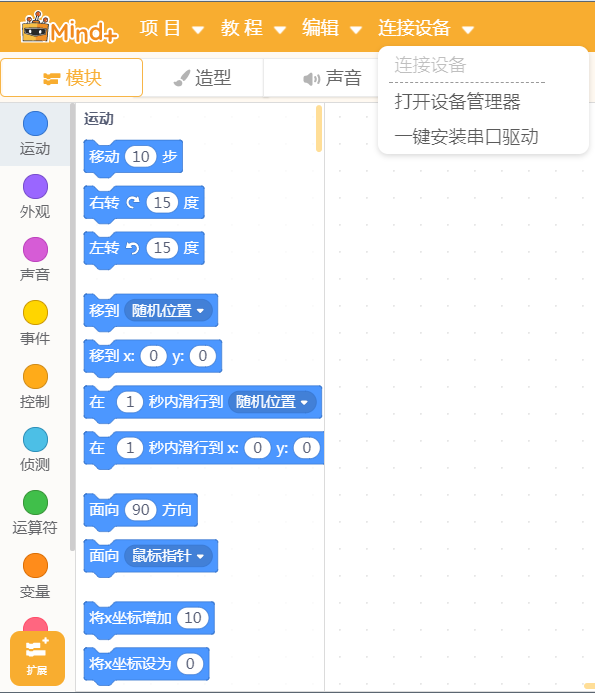 Mind+ 项目 教程 编辑 连接设备
连接设备
打开设备管理器
一键安装串口驱动
模块 造型 声音
运动
外观
声音
事件
控制
侦测
运算符
变量
扩展
运动
移动 10 步
右转 15 度
左转 15 度
移到 随机位置
移到 x: 0 y: 0
在 1 秒内滑行到 随机位置
在 1 秒内滑行到 x: 0 y: 0
面向 90 方向
面向 鼠标指针
将x坐标增加 10
将x坐标设为 0